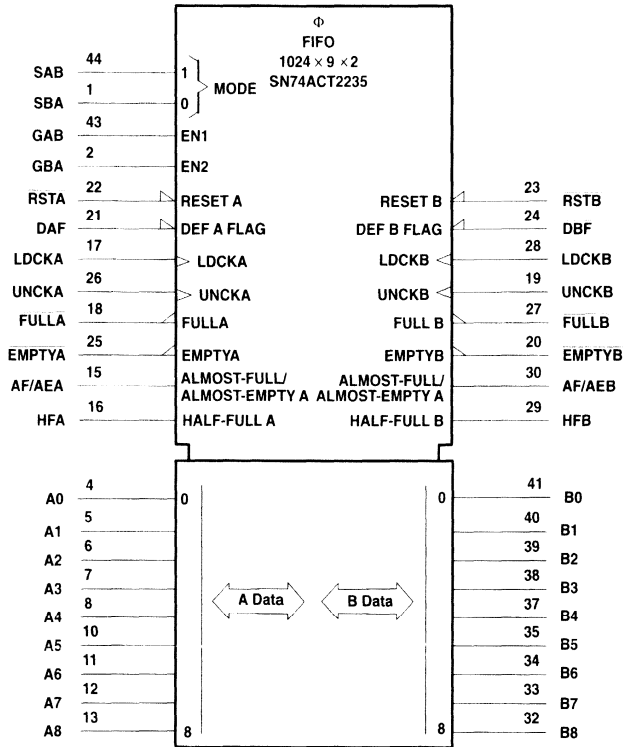 Φ
FIFO
1024 × 9 × 2
SN74ACT2235
SAB 44 1
SBA 1 0
MODE
GAB 43 EN1
GBA 2 EN2
RSTA 22 RESET A RESET B 23 RSTB
DAF 21 DEF A FLAG DEF B FLAG 24 DBF
LDCKA 17 LDCKA LDCKB 28 LDCKB
UNCKA 26 UNCKA UNCKB 19 UNCKB
FULLA 18 FULLA FULL B 27 FULLB
EMPTYA 25 EMPTYA EMPTYB 20 EMPTYB
AF/AEA 15 ALMOST-FULL/ ALMOST-FULL/ 30 AF/AEB
ALMOST-EMPTY A ALMOST-EMPTY A
HFA 16 HALF-FULL A HALF-FULL B 29 HFB
A0 4 0 0 41 B0
A1 5 40 B1
A2 6 39 B2
A3 7 38 B3
A4 8 A Data B Data 37 B4
A5 10 35 B5
A6 11 34 B6
A7 12 33 B7
A8 13 8 8 32 B8